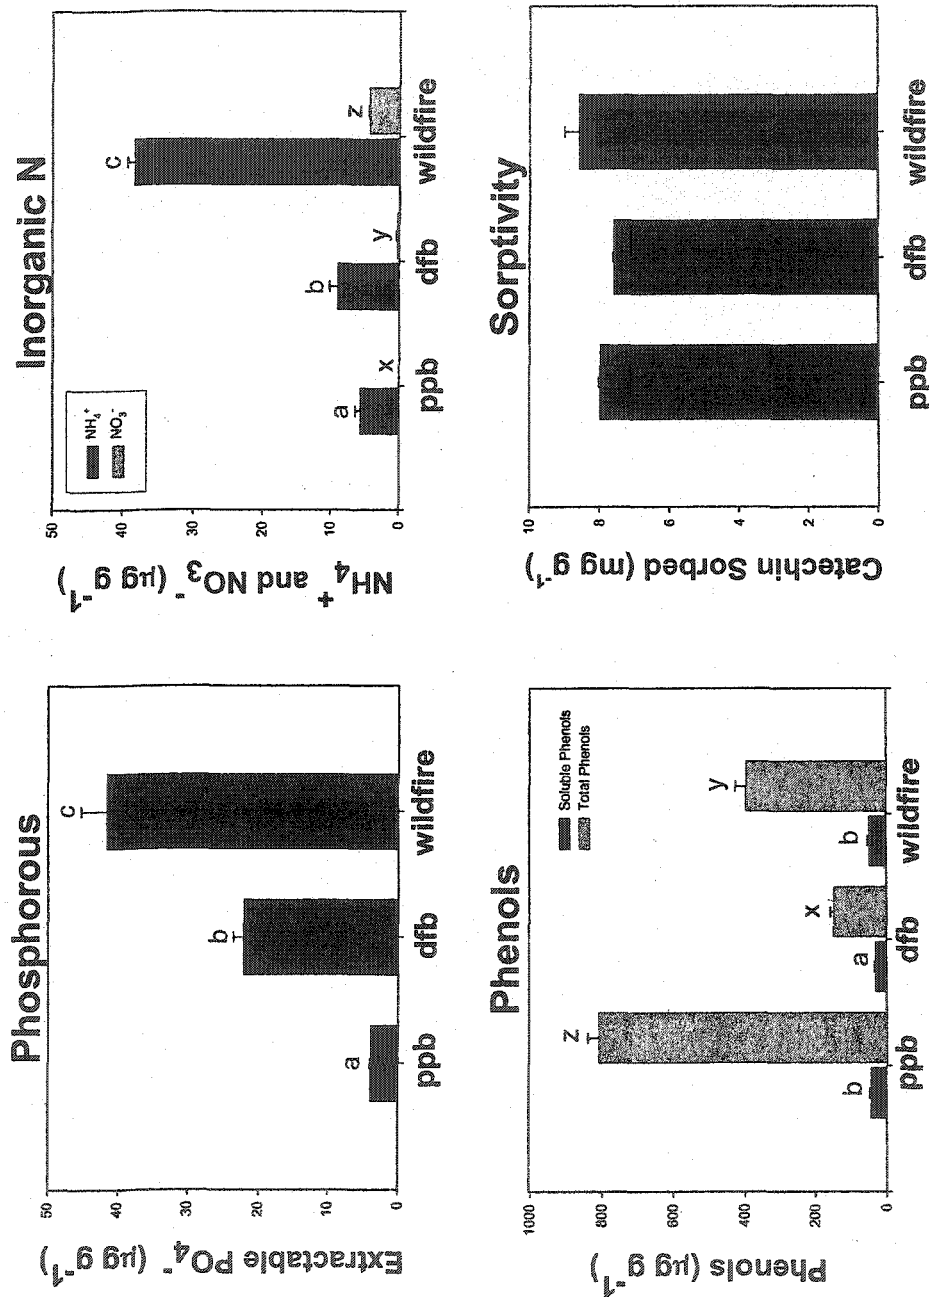 Phosphorous
Extractable PO₄⁻ (µg g⁻¹)
50
40
30
20
10
0
a
b
c
ppb dfb wildfire
Inorganic N
NH₄⁺ and NO₃⁻ (µg g⁻¹)
50
40
30
20
10
0
NH₄⁺
NO₃⁻
a
x
b
y
c
z
ppb dfb wildfire
Phenols
Phenols (µg g⁻¹)
1000
800
600
400
200
0
Soluble Phenols
Total Phenols
b
z
a
x
b
y
ppb dfb wildfire
Sorptivity
Catechin Sorbed (mg g⁻¹)
10
8
6
4
2
0
ppb dfb wildfire